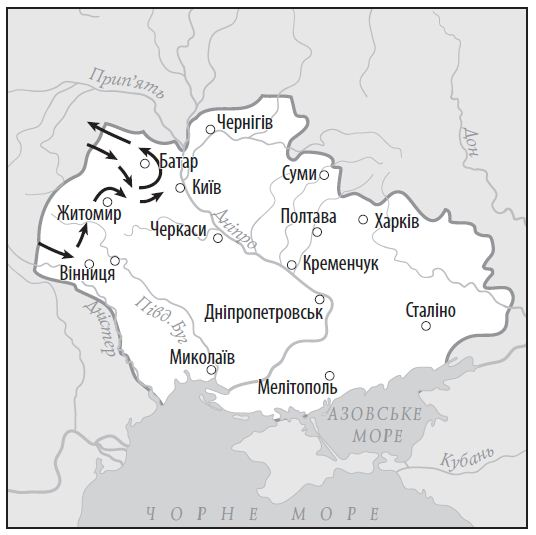 Прип'ять
Чернігів
Дон
Батар
Суми
Київ
Житомир
Полтава
Харків
Черкаси
Дніпро
Кременчук
Вінниця
Дністер
Півд. Буг
Дніпропетровськ
Сталіно
Миколаїв
Мелітополь
АЗОВСЬКЕ
МОРЕ
Кубань
ЧОРНЕ МОРЕ